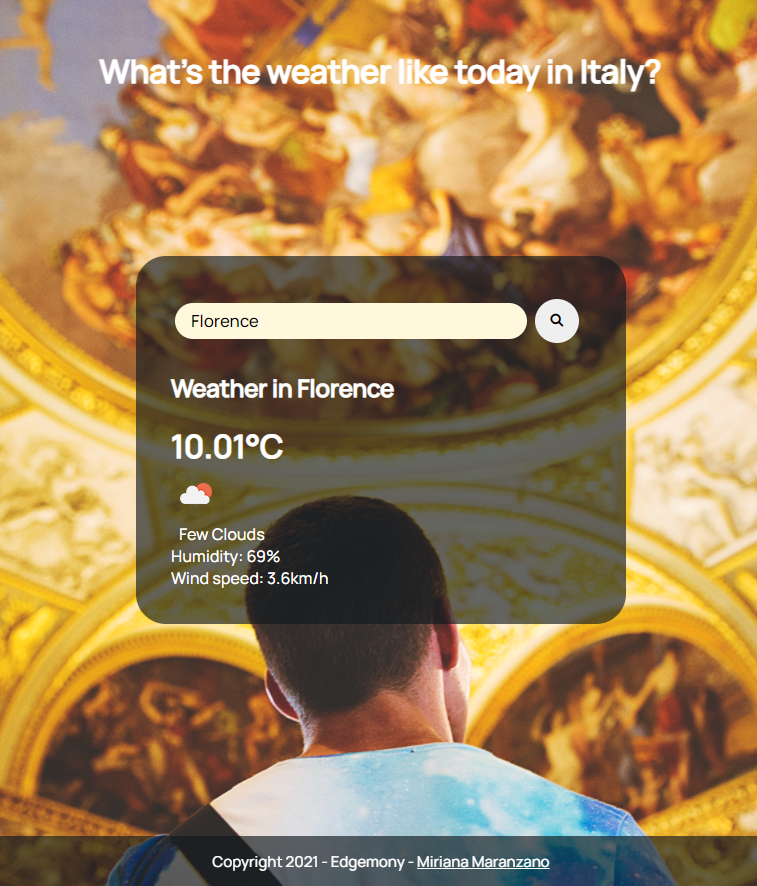 What's the weather like today in Italy?
Florence
Weather in Florence
10.01°C
Few Clouds
Humidity: 69%
Wind speed: 3.6km/h
Copyright 2021 - Edgemony - Miriana Maranzano